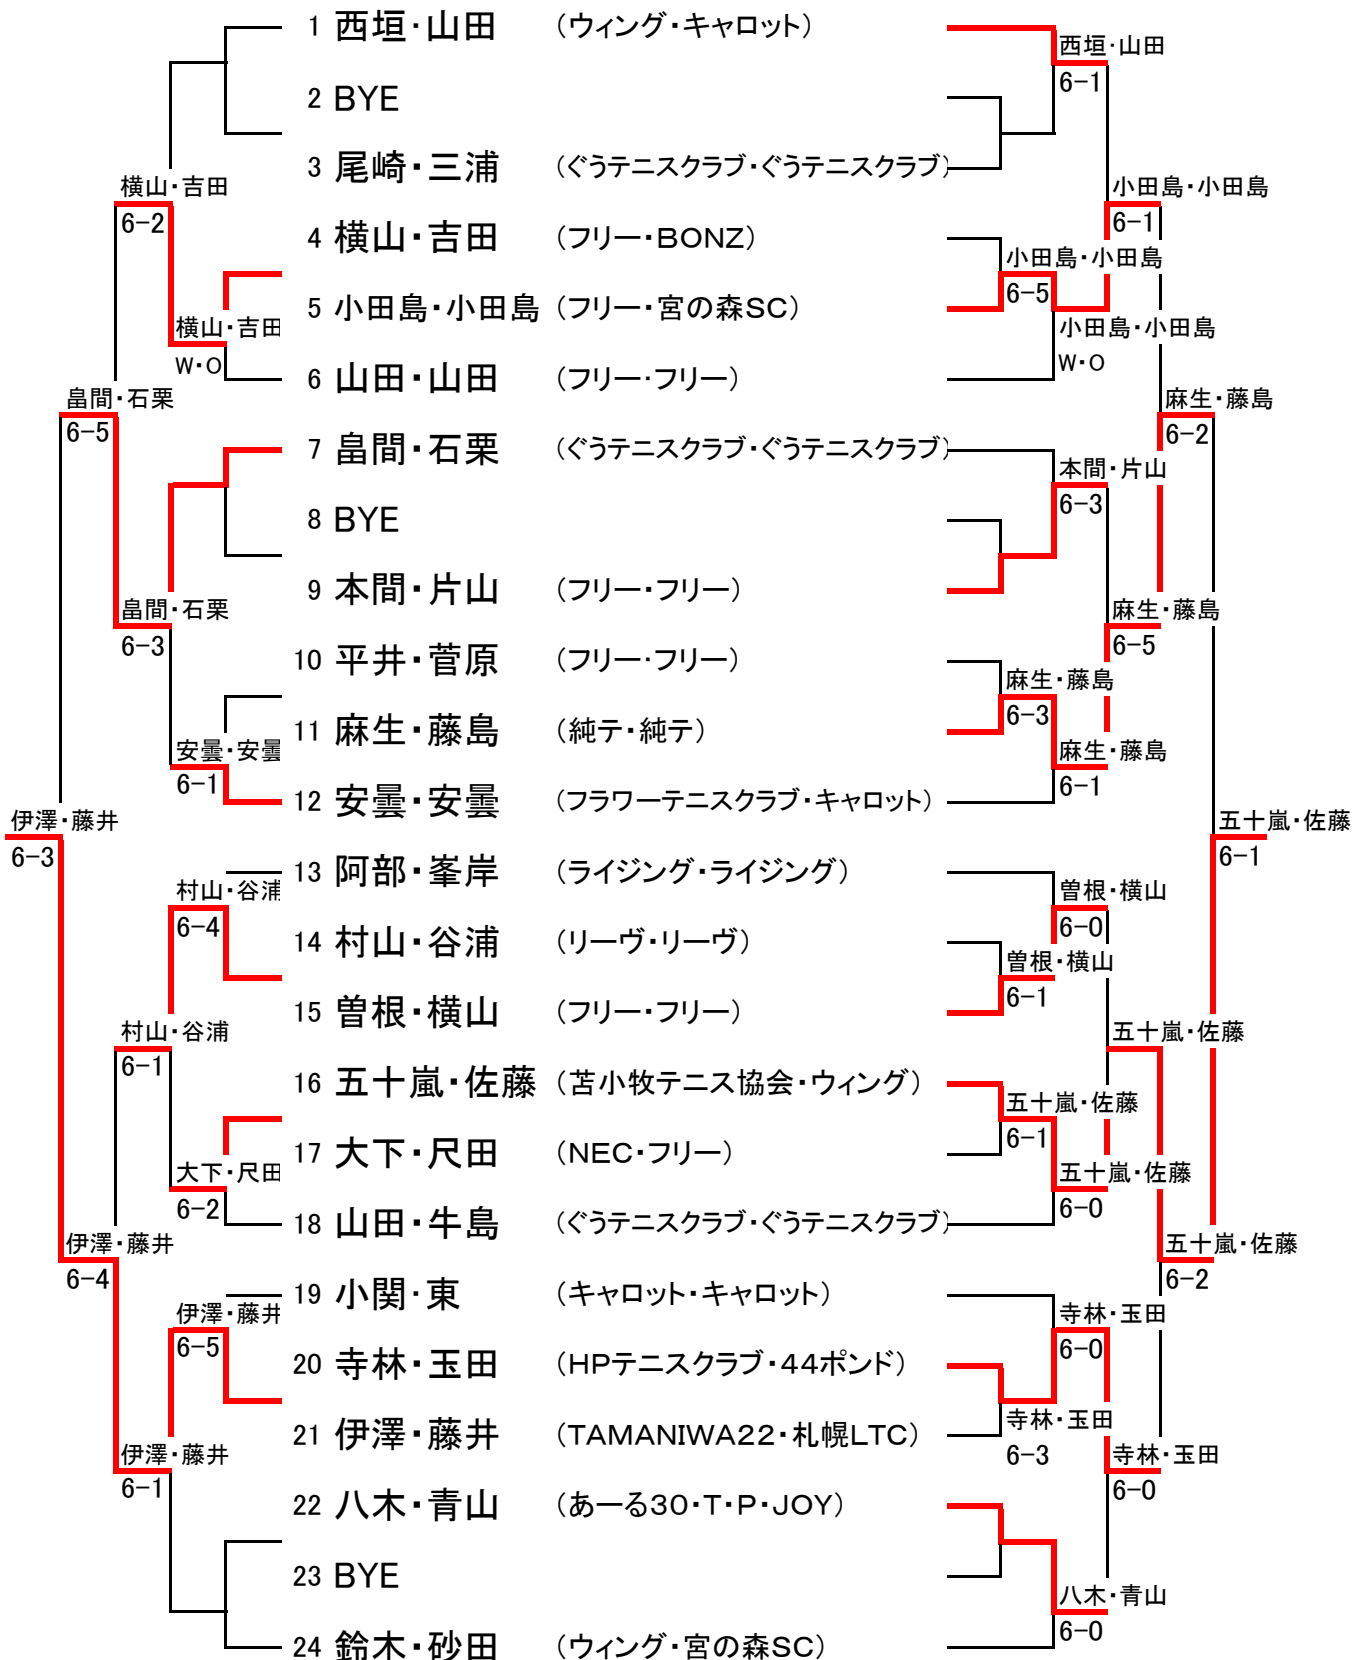 1 西垣・山田 （ウィング・キャロット）
西垣・山田
6-1
2 BYE
3 尾崎・三浦 （ぐうテニスクラブ・ぐうテニスクラブ）
横山・吉田
小田島・小田島
6-2
6-1
4 横山・吉田 （フリー・BONZ）
小田島・小田島
6-5
5 小田島・小田島 （フリー・宮の森SC）
横山・吉田
小田島・小田島
W・O
W・O
6 山田・山田 （フリー・フリー）
畠間・石栗
麻生・藤島
6-5
6-2
7 畠間・石栗 （ぐうテニスクラブ・ぐうテニスクラブ）
本間・片山
6-3
8 BYE
9 本間・片山 （フリー・フリー）
畠間・石栗
麻生・藤島
6-3
6-5
10 平井・菅原 （フリー・フリー）
麻生・藤島
6-3
11 麻生・藤島 （純テ・純テ）
安曇・安曇
麻生・藤島
6-1
6-1
12 安曇・安曇 （フラワーテニスクラブ・キャロット）
伊澤・藤井
五十嵐・佐藤
6-3
6-1
13 阿部・峯岸 （ライジング・ライジング）
村山・谷浦
曽根・横山
6-4
6-0
14 村山・谷浦 （リーヴ・リーヴ）
曽根・横山
6-1
15 曽根・横山 （フリー・フリー）
村山・谷浦
五十嵐・佐藤
6-1
16 五十嵐・佐藤 （苫小牧テニス協会・ウィング）
五十嵐・佐藤
6-1
17 大下・尺田 （NEC・フリー）
大下・尺田
五十嵐・佐藤
6-2
6-0
18 山田・牛島 （ぐうテニスクラブ・ぐうテニスクラブ）
伊澤・藤井
五十嵐・佐藤
6-4
6-2
19 小関・東 （キャロット・キャロット）
伊澤・藤井
寺林・玉田
6-5
6-0
20 寺林・玉田 （HPテニスクラブ・44ポンド）
寺林・玉田
6-3
21 伊澤・藤井 （TAMANIWA22・札幌LTC）
伊澤・藤井
寺林・玉田
6-1
6-0
22 八木・青山 （あーる30・T・P・JOY）
23 BYE
八木・青山
6-0
24 鈴木・砂田 （ウィング・宮の森SC）